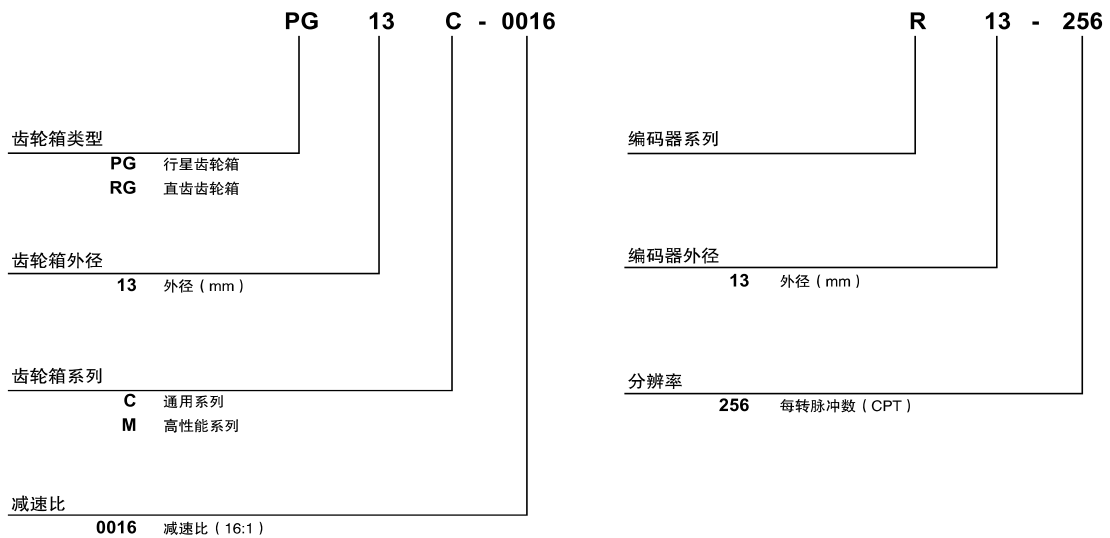 PG 13 C - 0016
齿轮箱类型
PG 行星齿轮箱
RG 直齿齿轮箱
齿轮箱外径
13 外径（mm）
齿轮箱系列
C 通用系列
M 高性能系列
减速比
0016 减速比（16:1）
R 13 - 256
编码器系列
编码器外径
13 外径（mm）
分辨率
256 每转脉冲数（CPT）